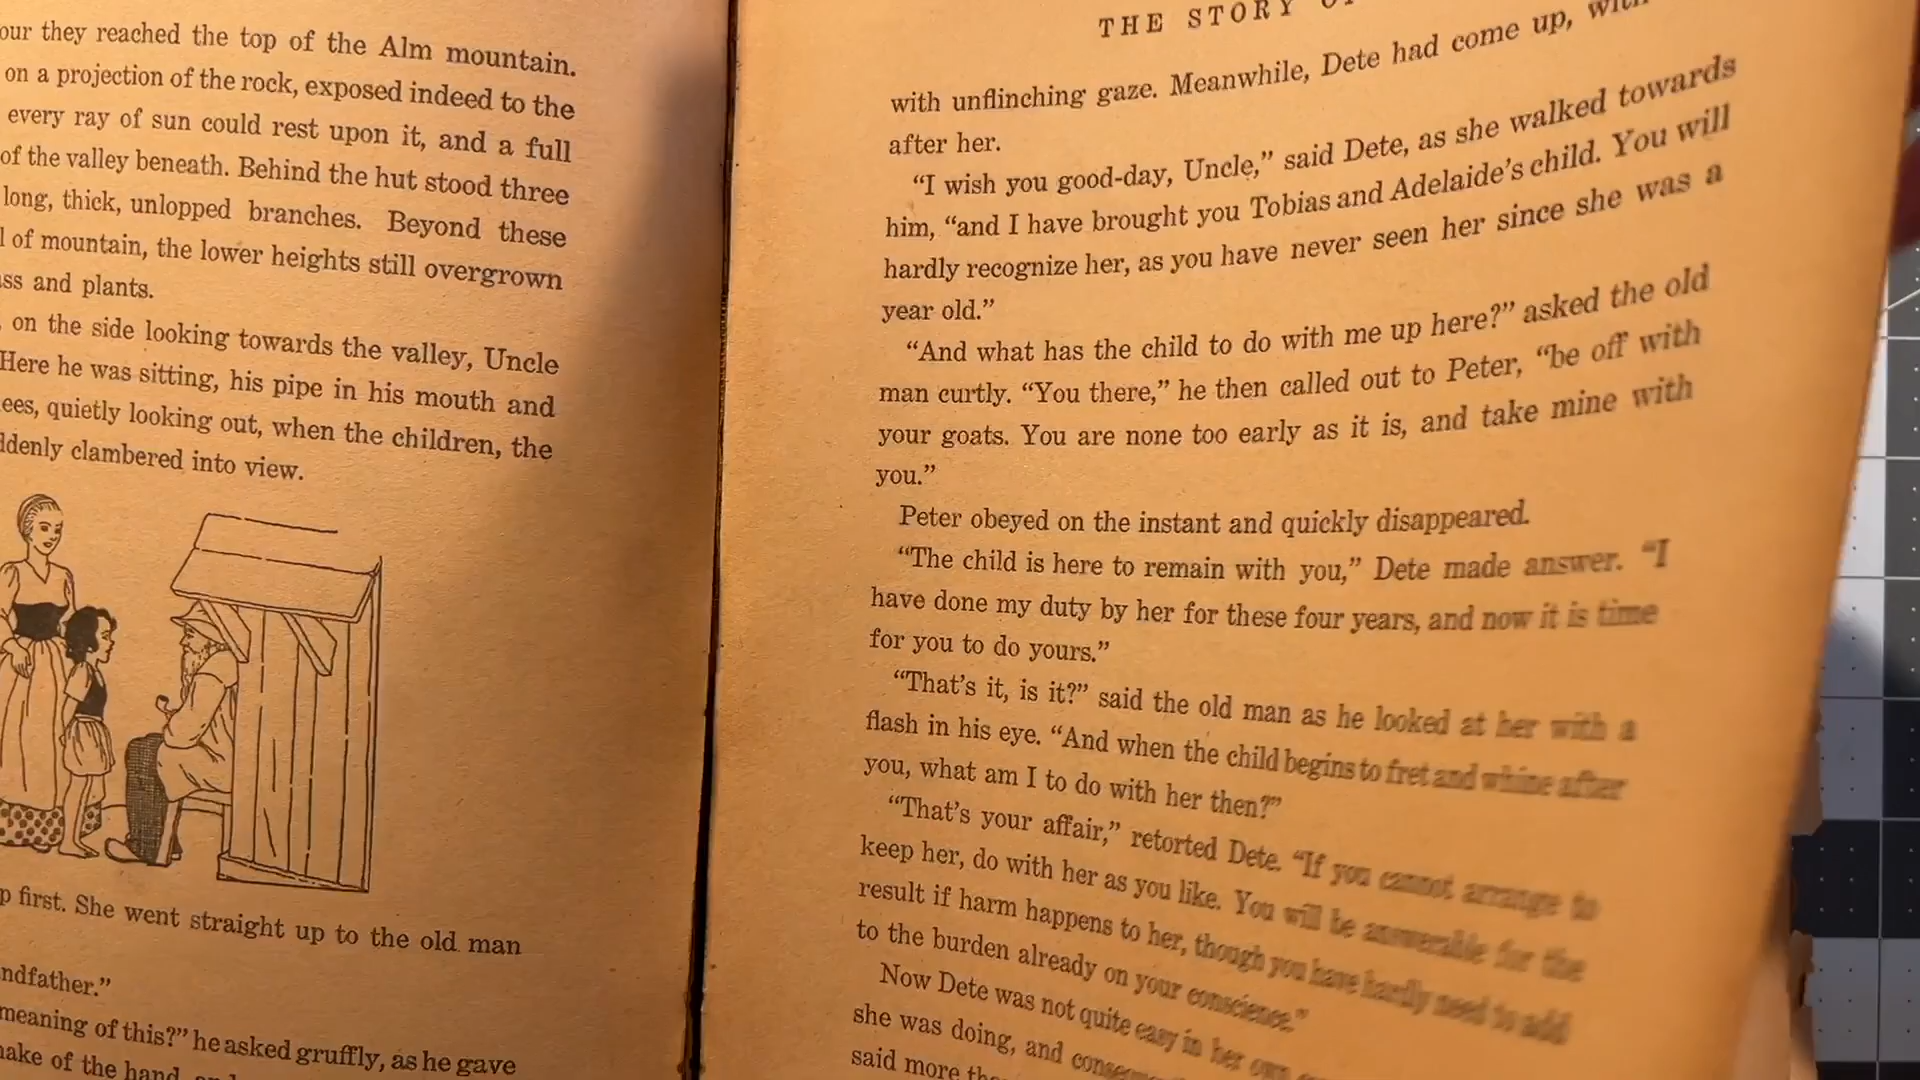 our they reached the top of the Alm mountain.
on a projection of the rock, exposed indeed to the
every ray of sun could rest upon it, and a full
of the valley beneath. Behind the hut stood three
long, thick, unlopped branches. Beyond these
l of mountain, the lower heights still overgrown
ss and plants.
on the side looking towards the valley, Uncle
Here he was sitting, his pipe in his mouth and
ees, quietly looking out, when the children, the
ddenly clambered into view.
p first. She went straight up to the old man
ndfather.”
meaning of this?” he asked gruffly, as he gave
ake of the hand,
THE STORY
with unflinching gaze. Meanwhile, Dete had come up, with
after her.
“I wish you good-day, Uncle,” said Dete, as she walked towards
him, “and I have brought you Tobias and Adelaide’s child. You will
hardly recognize her, as you have never seen her since she was a
year old.”
“And what has the child to do with me up here?” asked the old
man curtly. “You there,” he then called out to Peter, “be off with
your goats. You are none too early as it is, and take mine with
you.”
Peter obeyed on the instant and quickly disappeared.
“The child is here to remain with you,” Dete made answer. “I
have done my duty by her for these four years, and now it is time
for you to do yours.”
“That’s it, is it?” said the old man as he looked at her with a
flash in his eye. “And when the child begins to fret and whine after
you, what am I to do with her then?”
“That’s your affair,” retorted Dete. “If you cannot arrange to
keep her, do with her as you like. You will be answerable for the
result if harm happens to her, though you have hardly need to add
to the burden already on your conscience.”
Now Dete was not quite easy in her own
she was doing, and
said more